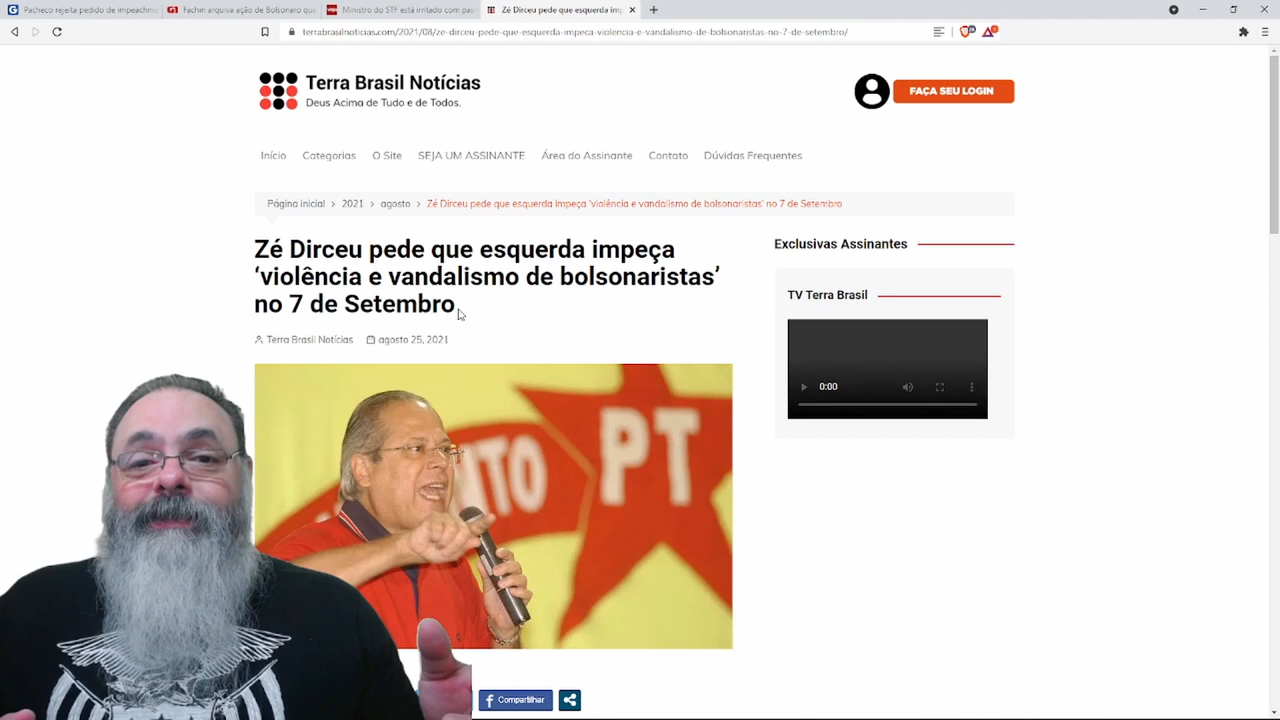 Pacheco rejeita pedido de impeachme
Fachin arquiva ação de Bolsonaro que
Ministro do STF está irritado com pas
Zé Dirceu pede que esquerda imp
terrabrasilnoticias.com/2021/08/ze-dirceu-pede-que-esquerda-impeca-violencia-e-vandalismo-de-bolsonaristas-no-7-de-setembro/
Terra Brasil Notícias
Deus Acima de Tudo e de Todos.
FAÇA SEU LOGIN
Início Categorias O Site SEJA UM ASSINANTE Área do Assinante Contato Dúvidas Frequentes
Página inicial > 2021 > agosto > Zé Dirceu pede que esquerda impeça 'violência e vandalismo de bolsonaristas' no 7 de Setembro
Zé Dirceu pede que esquerda impeça
‘violência e vandalismo de bolsonaristas’
no 7 de Setembro
Terra Brasil Notícias agosto 25, 2021
Exclusivas Assinantes
TV Terra Brasil
0:00
NTO
PT
Compartilhar